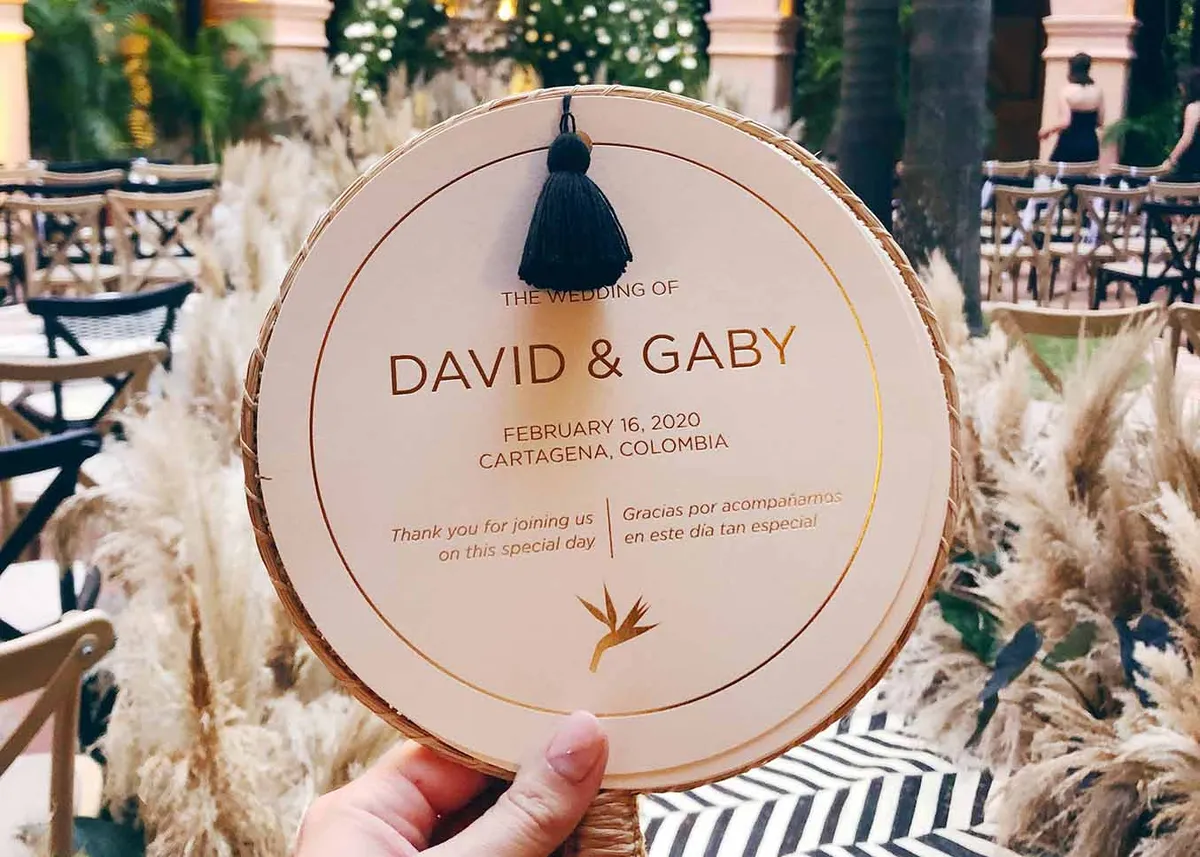 THE WEDDING OF
DAVID & GABY
FEBRUARY 16, 2020
CARTAGENA, COLOMBIA
Thank you for joining us
on this special day
Gracias por acompañarnos
en este día tan especial